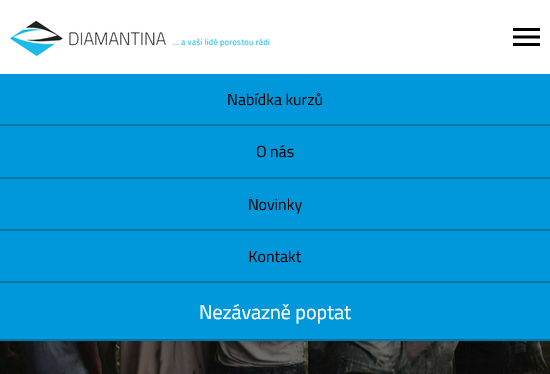 DIAMANTINA ... a vaši lidé porostou rádi
Nabídka kurzů
O nás
Novinky
Kontakt
Nezávazně poptat